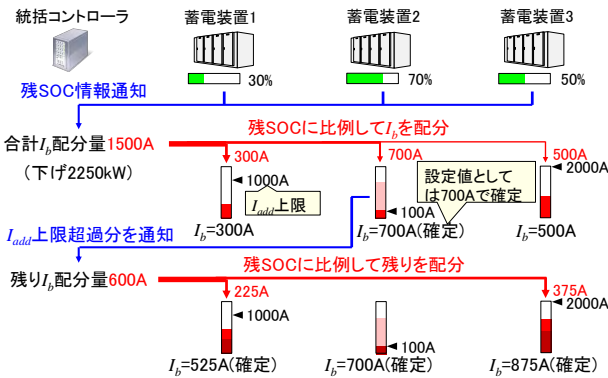 統括コントローラ
蓄電装置1
蓄電装置2
蓄電装置3
30%
70%
50%
残SOC情報通知
合計Ib配分量1500A
(下げ2250kW)
残SOCに比例してIbを配分
300A
700A
500A
1000A
Iadd上限
100A
設定値として
は700Aで確定
2000A
Ib=300A
Ib=700A(確定)
Ib=500A
Iadd上限超過分を通知
残りIb配分量600A
残SOCに比例して残りを配分
225A
375A
1000A
100A
2000A
Ib=525A(確定)
Ib=700A(確定)
Ib=875A(確定)